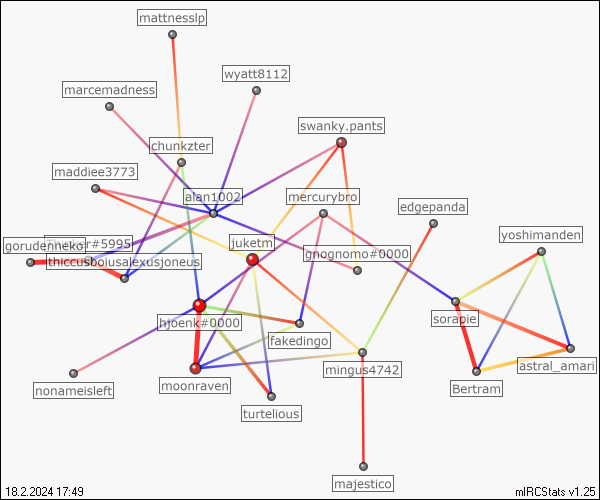 mattnesslp
wyatt8112
marcemadness
swanky.pants
chunkzter
maddiee3773
alan1002
mercurybro
edgepanda
yoshimanden
gorudenneko
#5995
juketm
gnognomo#0000
thiccusboiusajexusjoneus
sorapie
hjoenk#0000
fakedingo
astral_amari
mingus4742
nonameisleft
moonraven
Bertram
turtelious
majestico
18.2.2024 17:49
mIRCStats v1.25